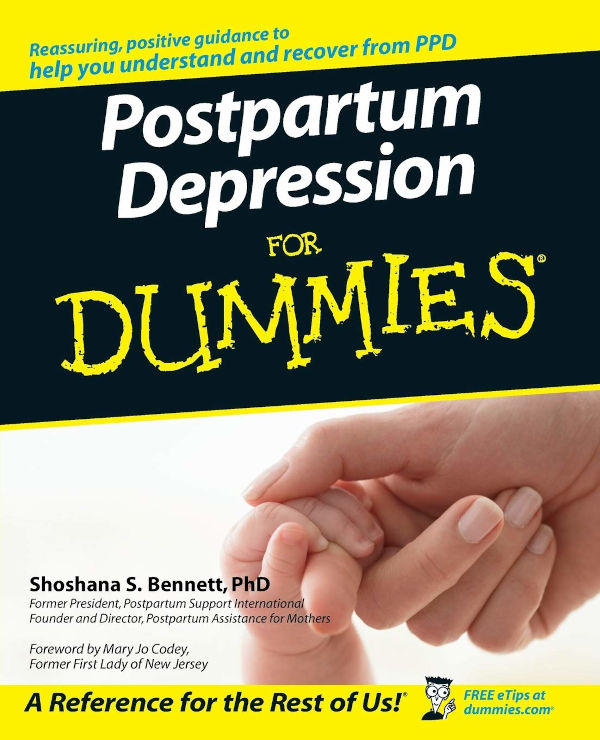 Reassuring, positive guidance to
help you understand and recover from PPD
Postpartum
Depression
FOR
DUMMIES®
Shoshana S. Bennett, PhD
Former President, Postpartum Support International
Founder and Director, Postpartum Assistance for Mothers
Foreword by Mary Jo Codey,
Former First Lady of New Jersey
A Reference for the Rest of Us!®
FREE eTips at
dummies.com®